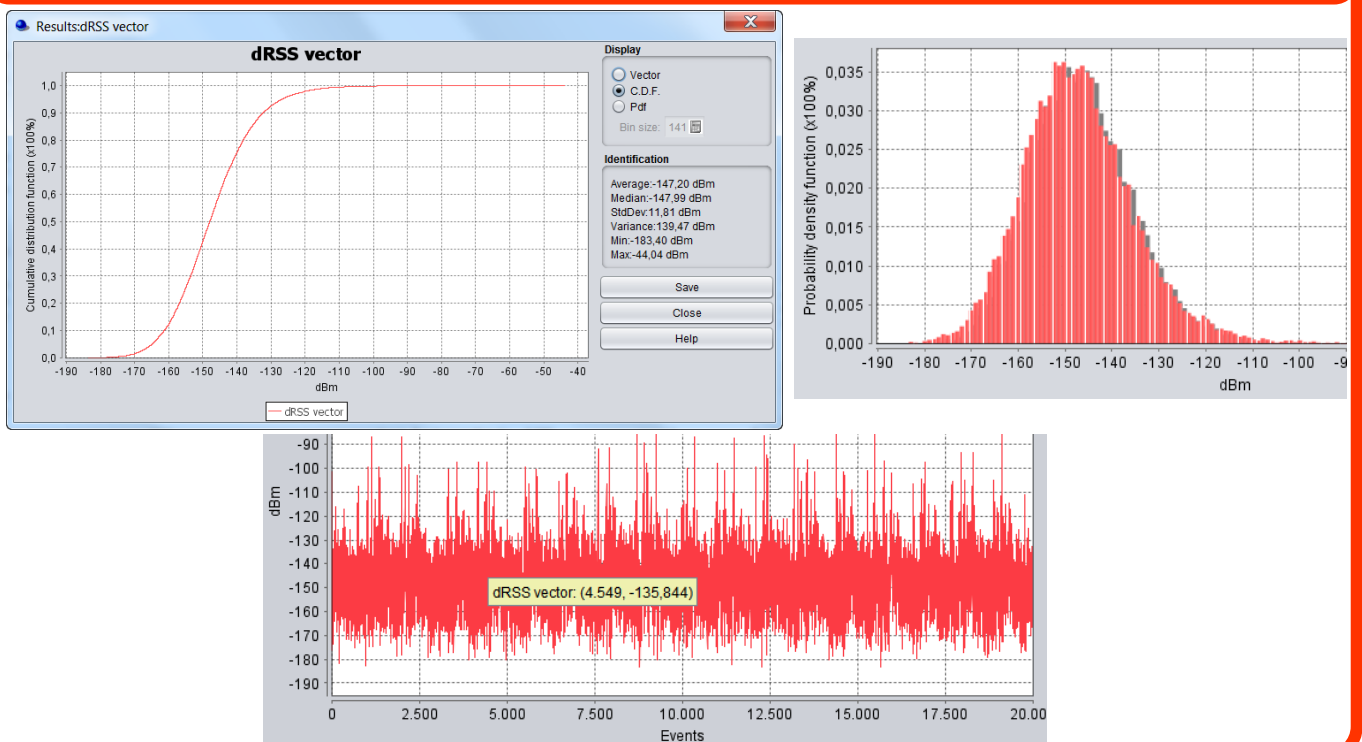 Results:dRSS vector
X
dRSS vector
Cumulative distribution function (x100%)
1,0
0,9
0,8
0,7
0,6
0,5
0,4
0,3
0,2
0,1
0,0
-190 -180 -170 -160 -150 -140 -130 -120 -110 -100 -90 -80 -70 -60 -50 -40
dBm
dRSS vector
Display
Vector
C.D.F.
Pdf
Bin size: 141
Identification
Average:-147,20 dBm
Median:-147,99 dBm
StdDev:11,81 dBm
Variance:139,47 dBm
Min:-183,40 dBm
Max:-44,04 dBm
Save
Close
Help
Probability density function (x100%)
0,035
0,030
0,025
0,020
0,015
0,010
0,005
0,000
-190 -180 -170 -160 -150 -140 -130 -120 -110 -100 -9
dBm
dBm
-90
-100
-110
-120
-130
-140
-150
-160
-170
-180
-190
dRSS vector: (4.549, -135,844)
0 2.500 5.000 7.500 10.000 12.500 15.000 17.500 20.00
Events